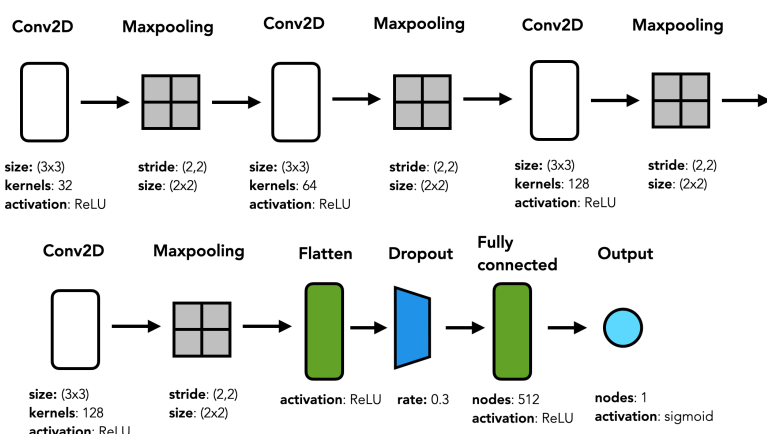 Conv2D
Maxpooling
Conv2D
Maxpooling
Conv2D
Maxpooling
size: (3x3)
kernels: 32
activation: ReLU
stride: (2,2)
size: (2x2)
size: (3x3)
kernels: 64
activation: ReLU
stride: (2,2)
size: (2x2)
size: (3x3)
kernels: 128
activation: ReLU
stride: (2,2)
size: (2x2)
Conv2D
Maxpooling
Flatten
Dropout
Fully
connected
Output
size: (3x3)
kernels: 128
activation: ReLU
stride: (2,2)
size: (2x2)
activation: ReLU
rate: 0.3
nodes: 512
activation: ReLU
nodes: 1
activation: sigmoid